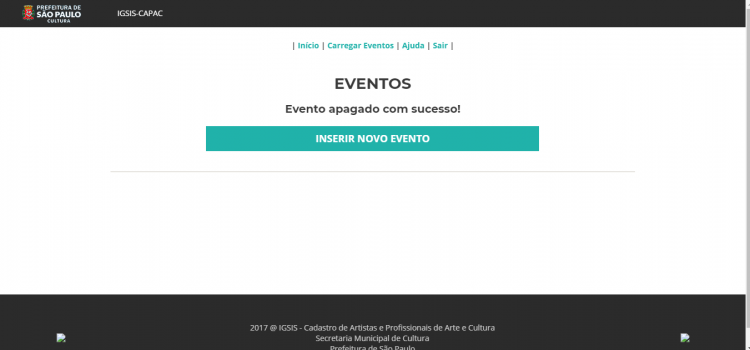 PREFEITURA DE
SÃO PAULO
CULTURA
IGSIS-CAPAC
| Início | Carregar Eventos | Ajuda | Sair |
EVENTOS
Evento apagado com sucesso!
INSERIR NOVO EVENTO
2017 @ IGSIS - Cadastro de Artistas e Profissionais de Arte e Cultura
Secretaria Municipal de Cultura
Prefeitura de São Paulo